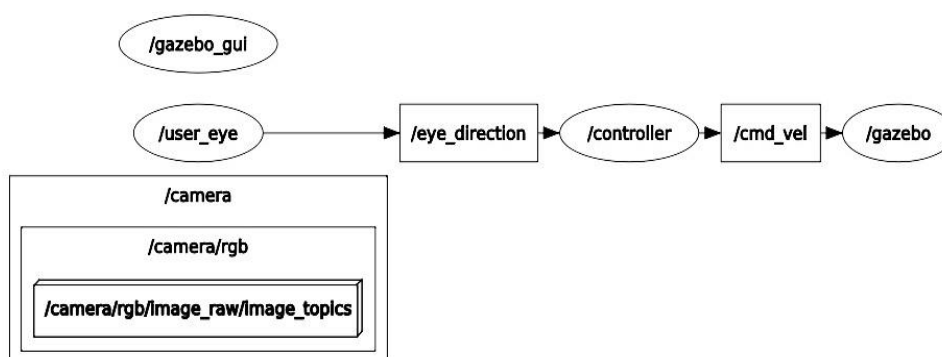 /gazebo_gui
/user_eye
/eye_direction
/controller
/cmd_vel
/gazebo
/camera
/camera/rgb
/camera/rgb/image_raw/image_topics